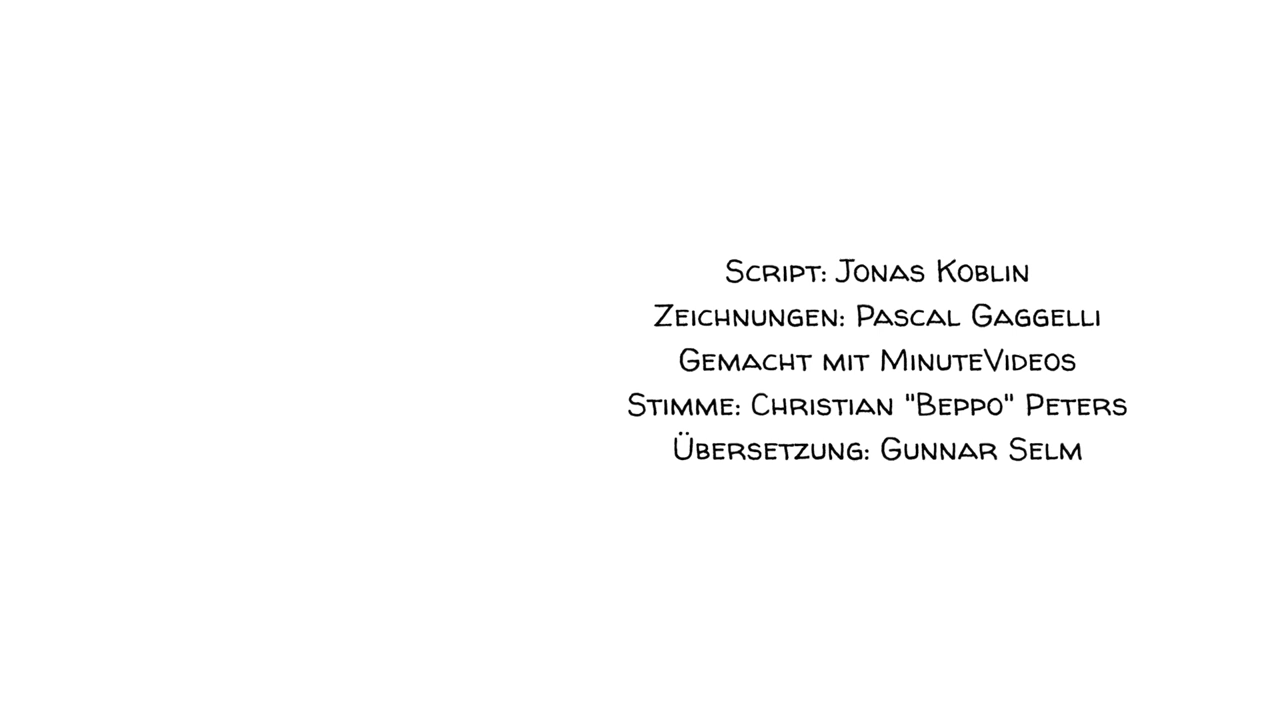 Script: Jonas Koblin
Zeichnungen: Pascal Gaggelli
Gemacht mit MinuteVideos
Stimme: Christian "Beppo" Peters
Übersetzung: Gunnar Selm